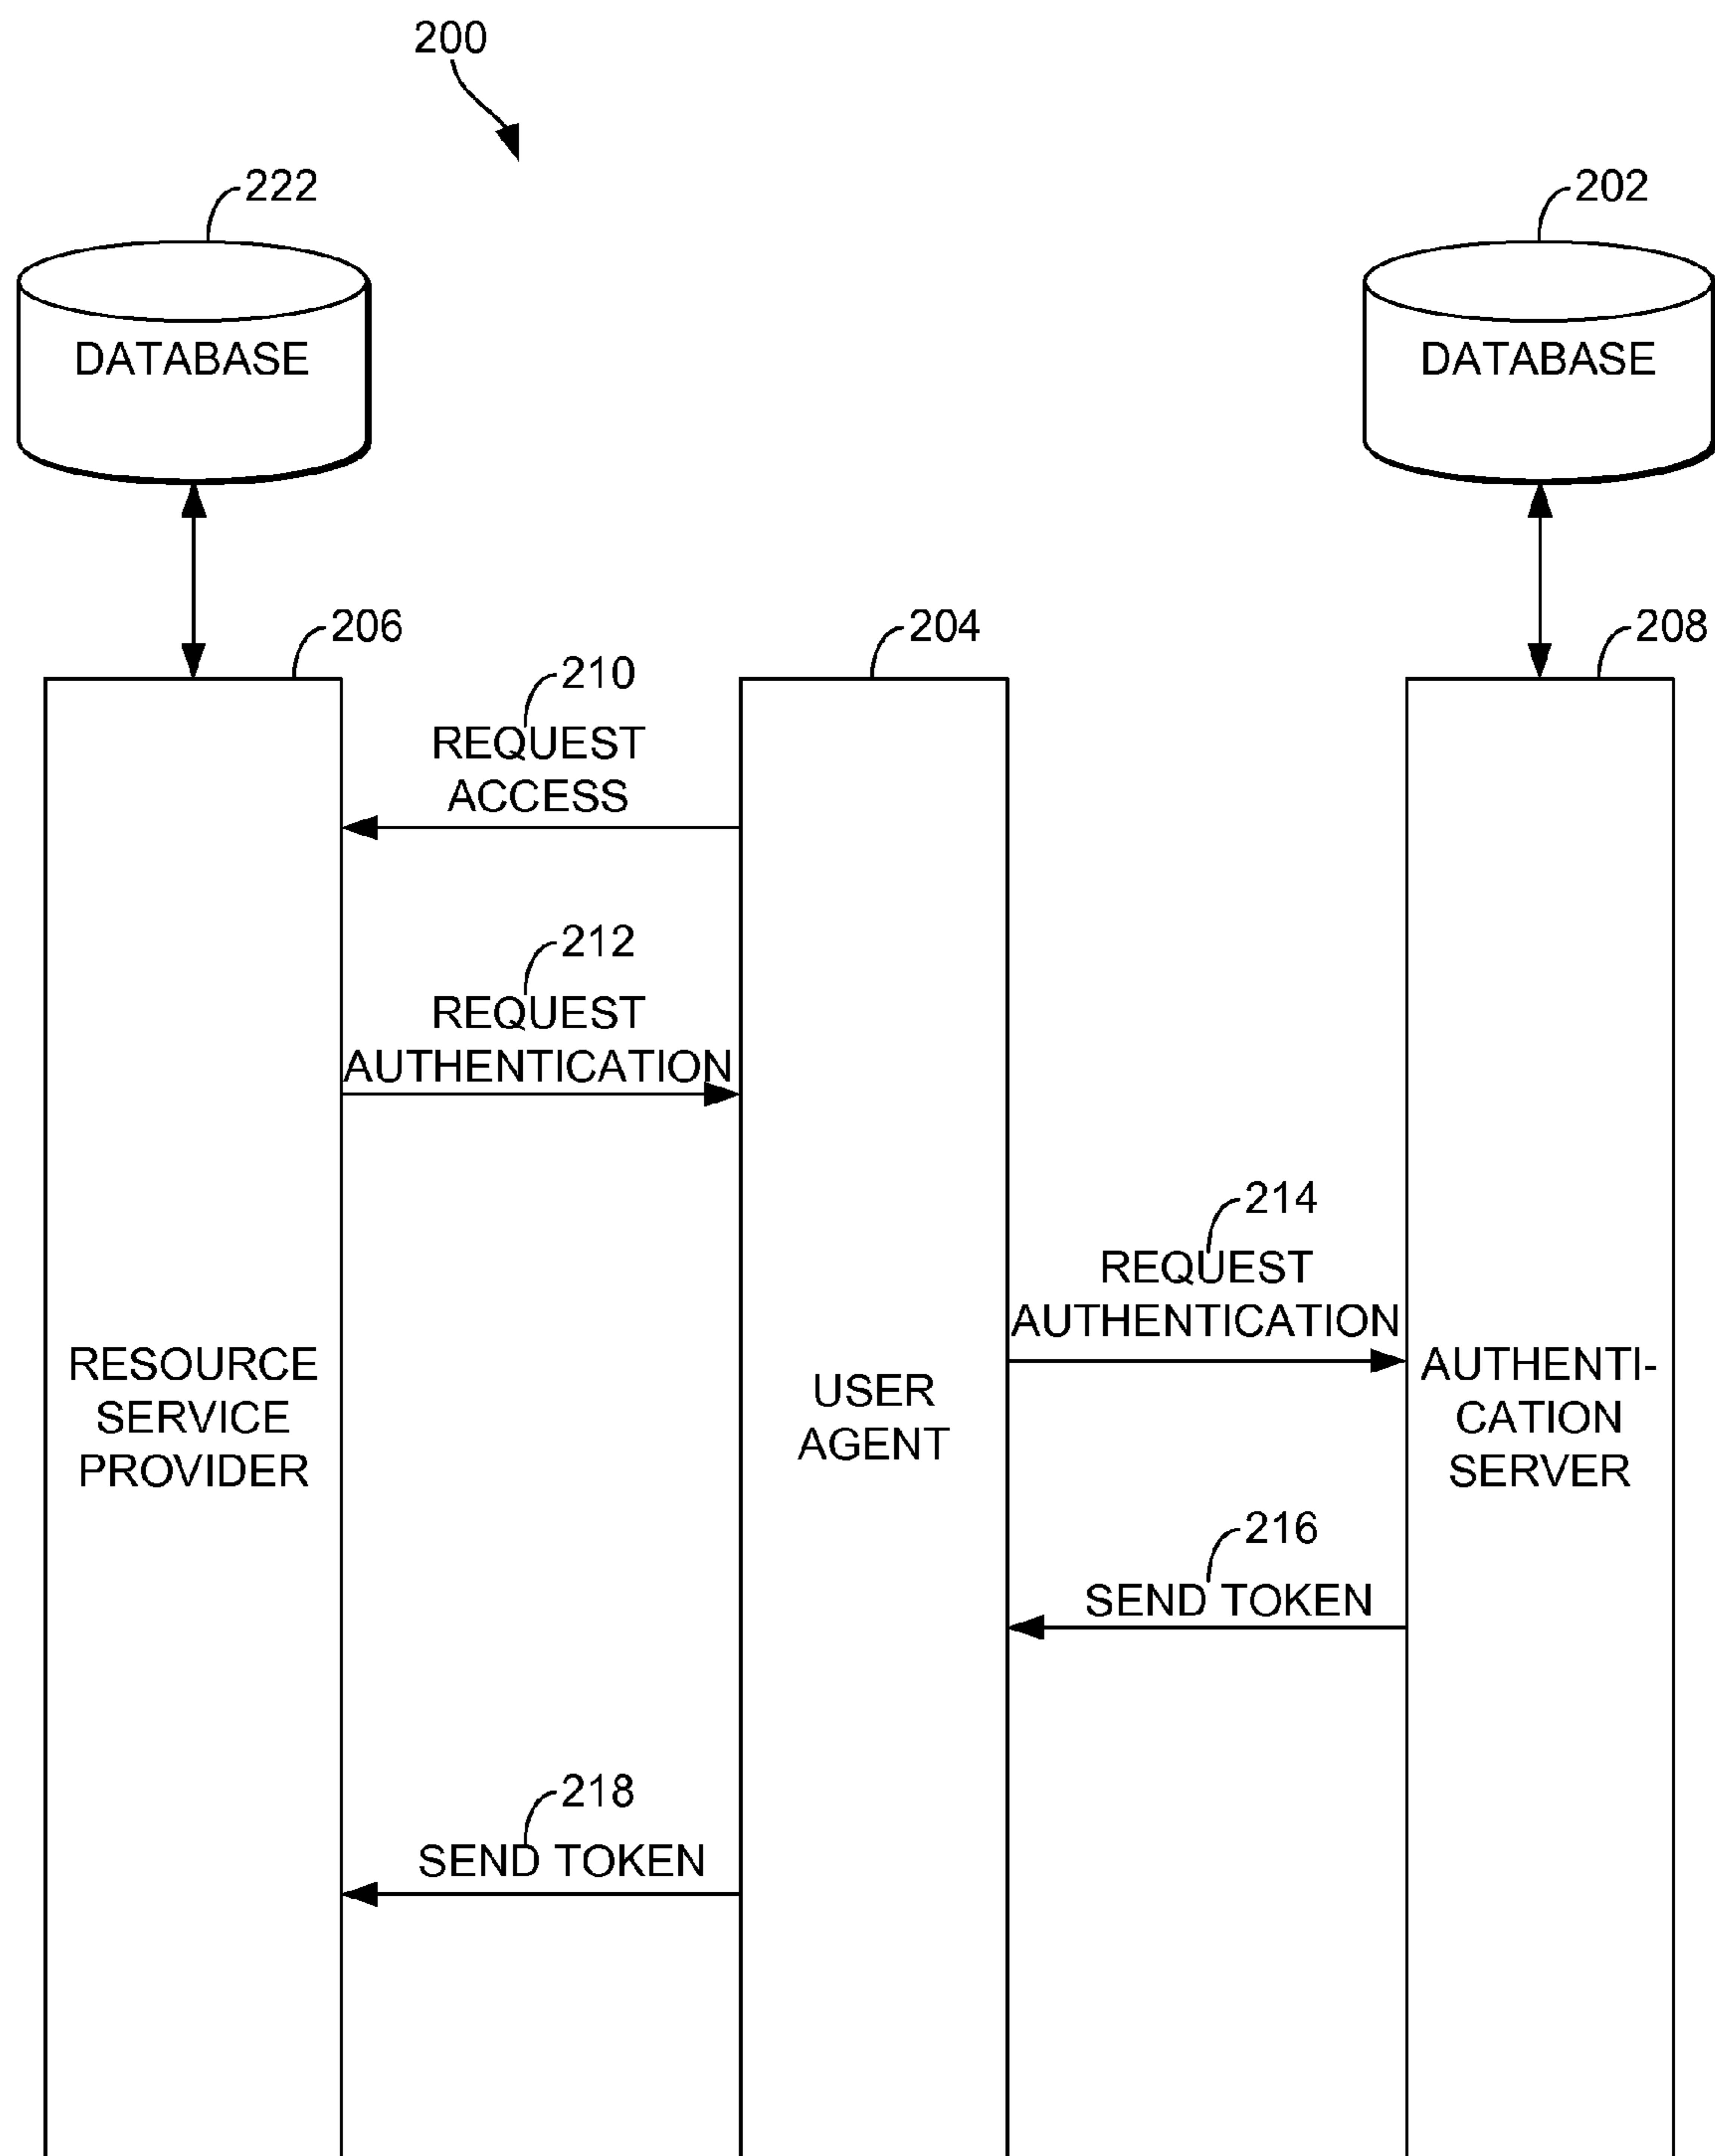 200
222
202
DATABASE
DATABASE
206
204
208
210
REQUEST
ACCESS
212
REQUEST
AUTHENTICATION
214
REQUEST
AUTHENTICATION
RESOURCE
SERVICE
PROVIDER
USER
AGENT
AUTHENTI-
CATION
SERVER
216
SEND TOKEN
218
SEND TOKEN